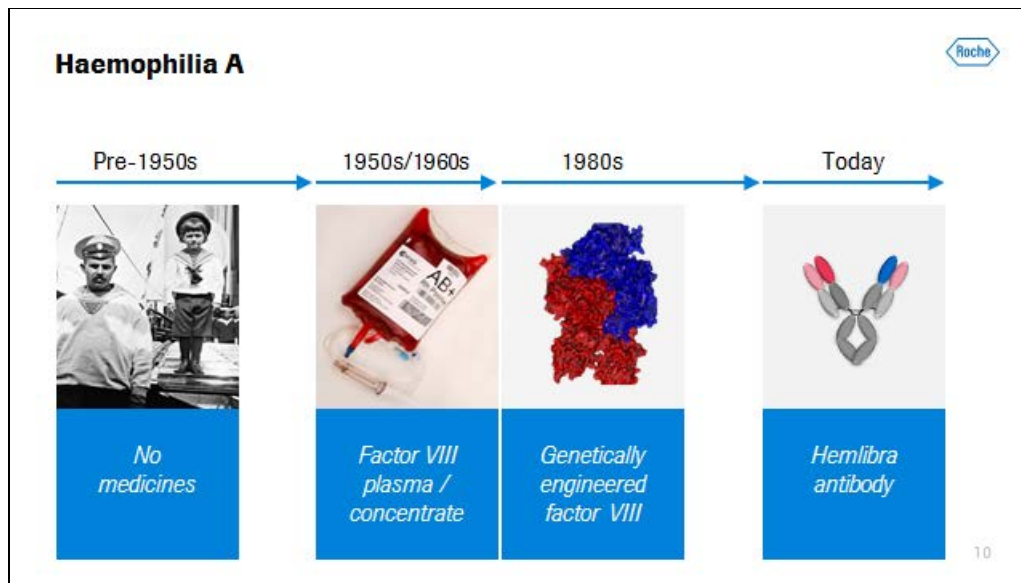 Haemophilia A
Roche
Pre-1950s
1950s/1960s
1980s
Today
AB+
No
medicines
Factor VIII
plasma /
concentrate
Genetically
engineered
factor VIII
Hemlibra
antibody
10